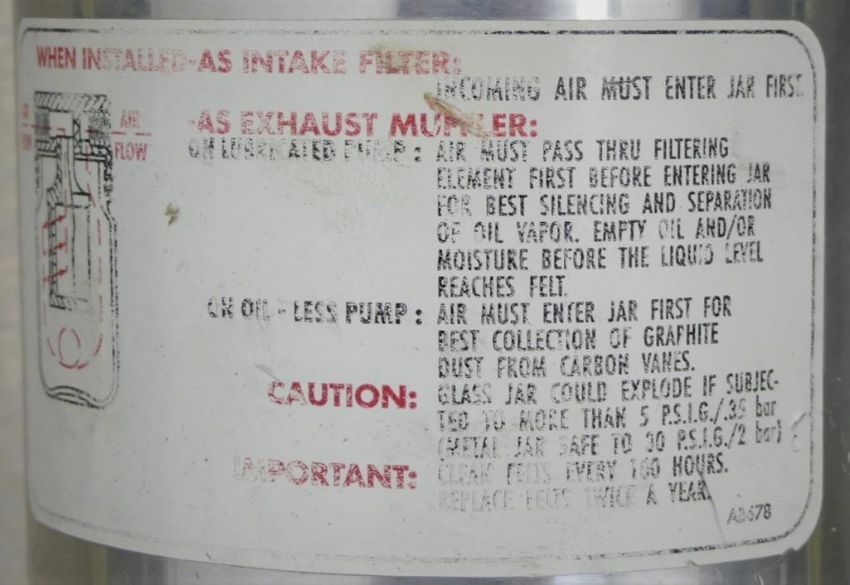 WHEN INSTALLED-AS INTAKE FILTER:
INCOMING AIR MUST ENTER JAR FIRST.
AIR
FLOW
-AS EXHAUST MUFFLER:
ON LUBRICATED PUMP : AIR MUST PASS THRU FILTERING
ELEMENT FIRST BEFORE ENTERING JAR
FOR BEST SILENCING AND SEPARATION
OF OIL VAPOR. EMPTY OIL AND/OR
MOISTURE BEFORE THE LIQUID LEVEL
REACHES FELT.
ON OIL - LESS PUMP : AIR MUST ENTER JAR FIRST FOR
BEST COLLECTION OF GRAPHITE
DUST FROM CARBON VANES.
CAUTION: GLASS JAR COULD EXPLODE IF SUBJEC-
TED TO MORE THAN 5 P.S.I.G./.35 bar
(METAL JAR SAFE TO 30 P.S.I.G./2 bar)
IMPORTANT: CLEAN FELTS EVERY 100 HOURS.
REPLACE FELTS TWICE A YEAR.
AB678